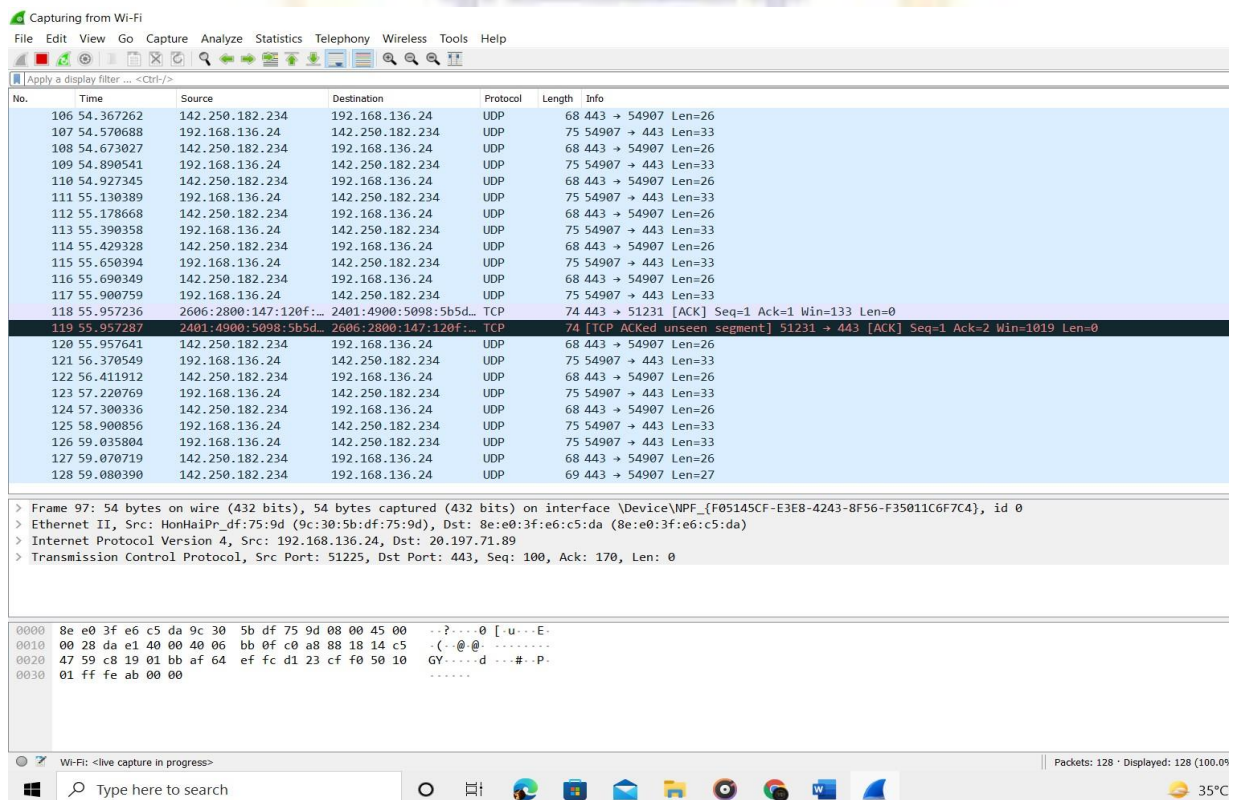 Capturing from Wi-Fi
File Edit View Go Capture Analyze Statistics Telephony Wireless Tools Help
Apply a display filter ... <Ctrl-/>
No. Time Source Destination Protocol Length Info
106 54.367262 142.250.182.234 192.168.136.24 UDP 68 443 → 54907 Len=26
107 54.570688 192.168.136.24 142.250.182.234 UDP 75 54907 → 443 Len=33
108 54.673027 142.250.182.234 192.168.136.24 UDP 68 443 → 54907 Len=26
109 54.890541 192.168.136.24 142.250.182.234 UDP 75 54907 → 443 Len=33
110 54.927345 142.250.182.234 192.168.136.24 UDP 68 443 → 54907 Len=26
111 55.130389 192.168.136.24 142.250.182.234 UDP 75 54907 → 443 Len=33
112 55.178668 142.250.182.234 192.168.136.24 UDP 68 443 → 54907 Len=26
113 55.390358 192.168.136.24 142.250.182.234 UDP 75 54907 → 443 Len=33
114 55.429328 142.250.182.234 192.168.136.24 UDP 68 443 → 54907 Len=26
115 55.650394 192.168.136.24 142.250.182.234 UDP 75 54907 → 443 Len=33
116 55.690349 142.250.182.234 192.168.136.24 UDP 68 443 → 54907 Len=26
117 55.900759 192.168.136.24 142.250.182.234 UDP 75 54907 → 443 Len=33
118 55.957236 2606:2800:147:120f:… 2401:4900:5098:5b5d… TCP 74 443 → 51231 [ACK] Seq=1 Ack=1 Win=133 Len=0
119 55.957287 2401:4900:5098:5b5d… 2606:2800:147:120f:… TCP 74 [TCP ACKed unseen segment] 51231 → 443 [ACK] Seq=1 Ack=2 Win=1019 Len=0
120 55.957641 142.250.182.234 192.168.136.24 UDP 68 443 → 54907 Len=26
121 56.370549 192.168.136.24 142.250.182.234 UDP 75 54907 → 443 Len=33
122 56.411912 142.250.182.234 192.168.136.24 UDP 68 443 → 54907 Len=26
123 57.220769 192.168.136.24 142.250.182.234 UDP 75 54907 → 443 Len=33
124 57.300336 142.250.182.234 192.168.136.24 UDP 68 443 → 54907 Len=26
125 58.900856 192.168.136.24 142.250.182.234 UDP 75 54907 → 443 Len=33
126 59.035804 192.168.136.24 142.250.182.234 UDP 75 54907 → 443 Len=33
127 59.070719 142.250.182.234 192.168.136.24 UDP 68 443 → 54907 Len=26
128 59.080390 142.250.182.234 192.168.136.24 UDP 69 443 → 54907 Len=27
> Frame 97: 54 bytes on wire (432 bits), 54 bytes captured (432 bits) on interface \Device\NPF_{F05145CF-E3E8-4243-8F56-F35011C6F7C4}, id 0
> Ethernet II, Src: HonHaiPr_df:75:9d (9c:30:5b:df:75:9d), Dst: 8e:e0:3f:e6:c5:da (8e:e0:3f:e6:c5:da)
> Internet Protocol Version 4, Src: 192.168.136.24, Dst: 20.197.71.89
> Transmission Control Protocol, Src Port: 51225, Dst Port: 443, Seq: 100, Ack: 170, Len: 0
0000 8e e0 3f e6 c5 da 9c 30 5b df 75 9d 08 00 45 00 ··?····0 [·u···E·
0010 00 28 da e1 40 00 40 06 bb 0f c0 a8 88 18 14 c5 ·(··@·@· ········
0020 47 59 c8 19 01 bb af 64 ef fc d1 23 cf f0 50 10 GY·····d ···#··P·
0030 01 ff fe ab 00 00 ······
Wi-Fi: <live capture in progress> Packets: 128 · Displayed: 128 (100.0%
Type here to search 35°C